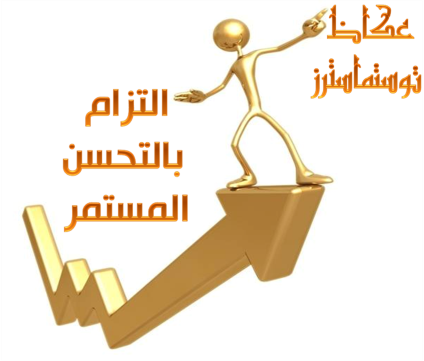 عكاظ
توستماسترز
التزام
بالتحسن
المستمر